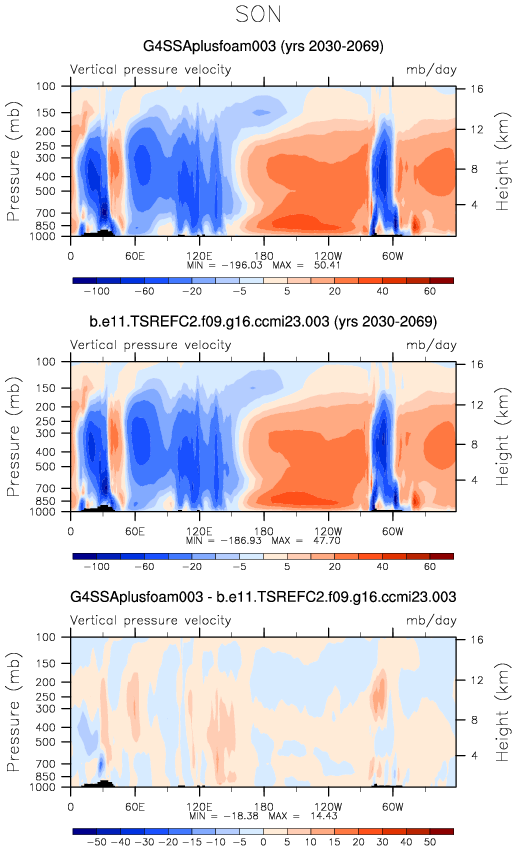 SON
G4SSAplusfoam003 (yrs 2030-2069)
Vertical pressure velocity mb/day
Pressure (mb)
Height (km)
100 150 200 250 300 400 500 700 850 1000
16 12 8 4
0 60E 120E 180 120W 60W
MIN = -196.03 MAX = 50.41
-100 -60 -20 -5 5 20 40 60
b.e11.TSREFC2.f09.g16.ccmi23.003 (yrs 2030-2069)
Vertical pressure velocity mb/day
Pressure (mb)
Height (km)
100 150 200 250 300 400 500 700 850 1000
16 12 8 4
0 60E 120E 180 120W 60W
MIN = -186.93 MAX = 47.70
-100 -60 -20 -5 5 20 40 60
G4SSAplusfoam003 - b.e11.TSREFC2.f09.g16.ccmi23.003
Vertical pressure velocity mb/day
Pressure (mb)
Height (km)
100 150 200 250 300 400 500 700 850 1000
16 12 8 4
0 60E 120E 180 120W 60W
MIN = -18.38 MAX = 14.43
-50 -40 -30 -15 -10 -5 0 5 10 15 30 40 50